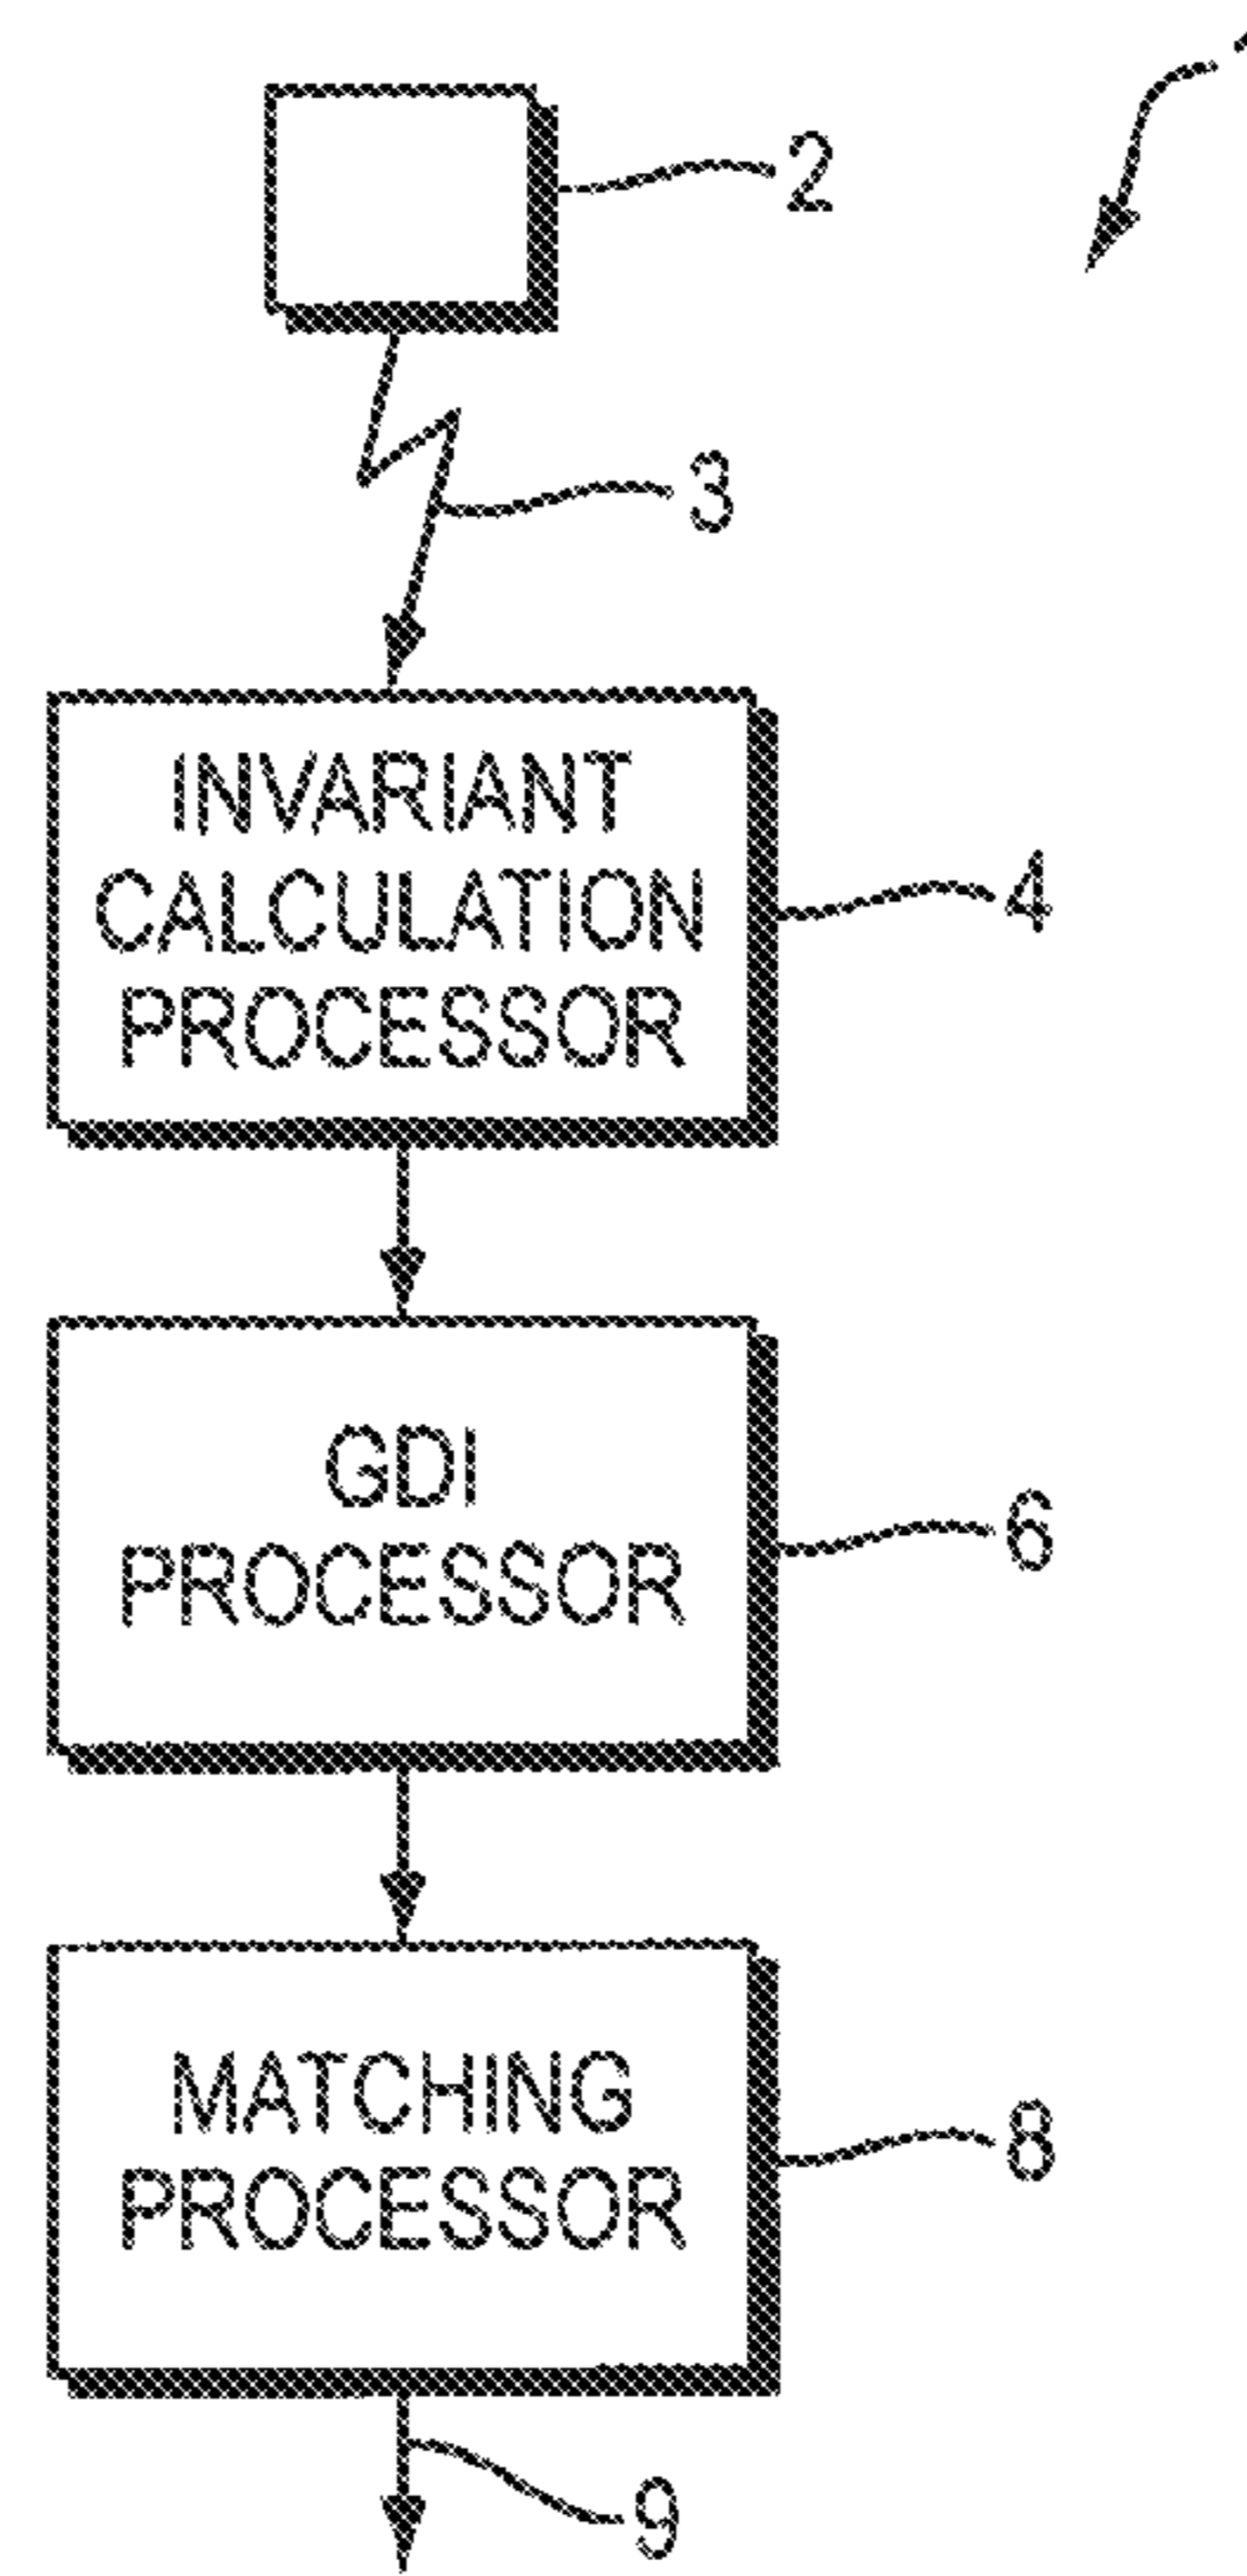 2
3
INVARIANT
CALCULATION
PROCESSOR
4
GDI
PROCESSOR
6
MATCHING
PROCESSOR
8
9